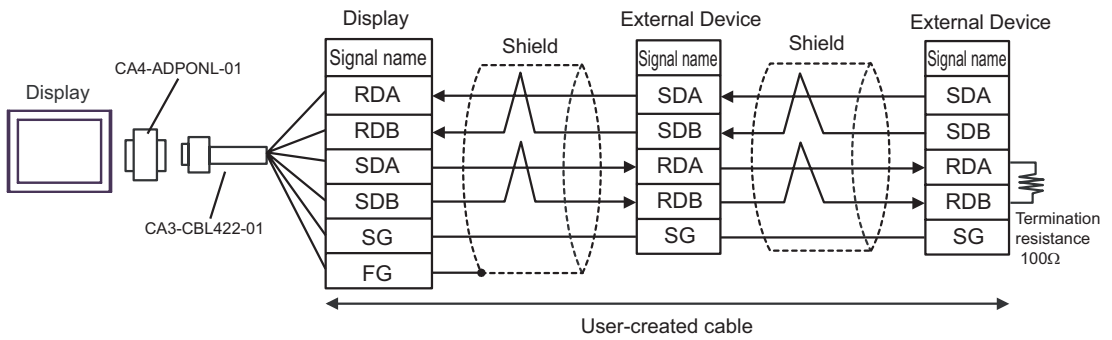 Display
External Device
External Device
Shield
Shield
CA4-ADPONL-01
Display
CA3-CBL422-01
Signal name
RDA
RDB
SDA
SDB
SG
FG
Signal name
SDA
SDB
RDA
RDB
SG
Signal name
SDA
SDB
RDA
RDB
SG
Termination
resistance
100Ω
User-created cable